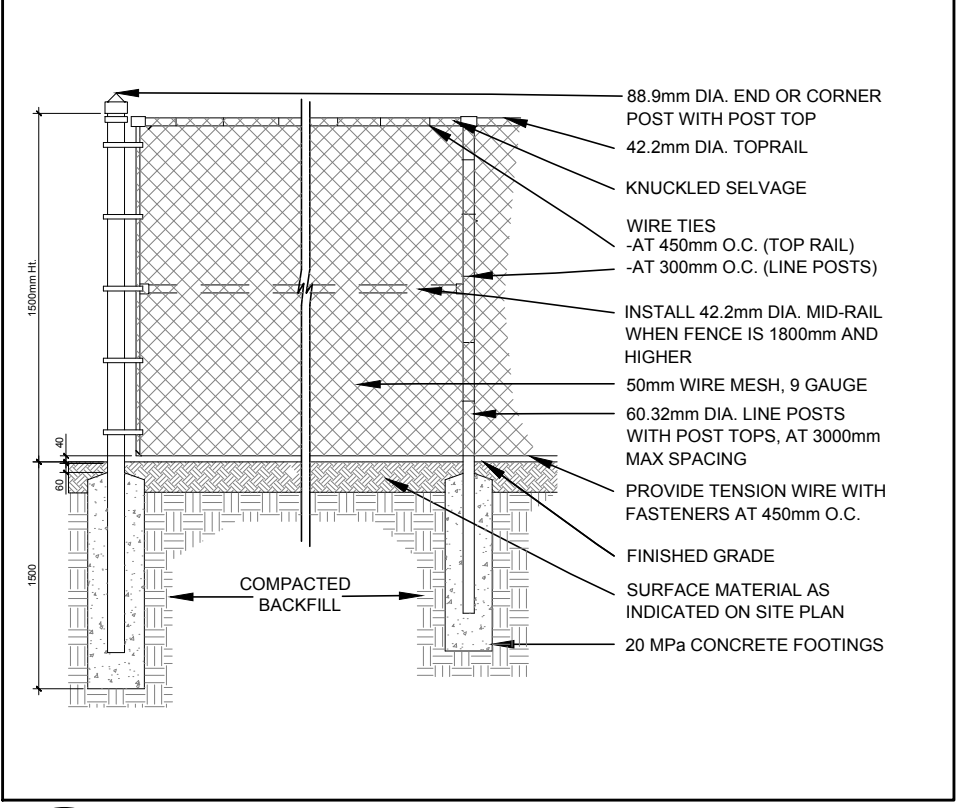 88.9mm DIA. END OR CORNER
POST WITH POST TOP
42.2mm DIA. TOPRAIL
KNUCKLED SELVAGE
WIRE TIES
-AT 450mm O.C. (TOP RAIL)
-AT 300mm O.C. (LINE POSTS)
INSTALL 42.2mm DIA. MID-RAIL
WHEN FENCE IS 1800mm AND
HIGHER
50mm WIRE MESH, 9 GAUGE
60.32mm DIA. LINE POSTS
WITH POST TOPS, AT 3000mm
MAX SPACING
PROVIDE TENSION WIRE WITH
FASTENERS AT 450mm O.C.
FINISHED GRADE
SURFACE MATERIAL AS
INDICATED ON SITE PLAN
20 MPa CONCRETE FOOTINGS
COMPACTED
BACKFILL
1500mm Ht.
40
60
1500